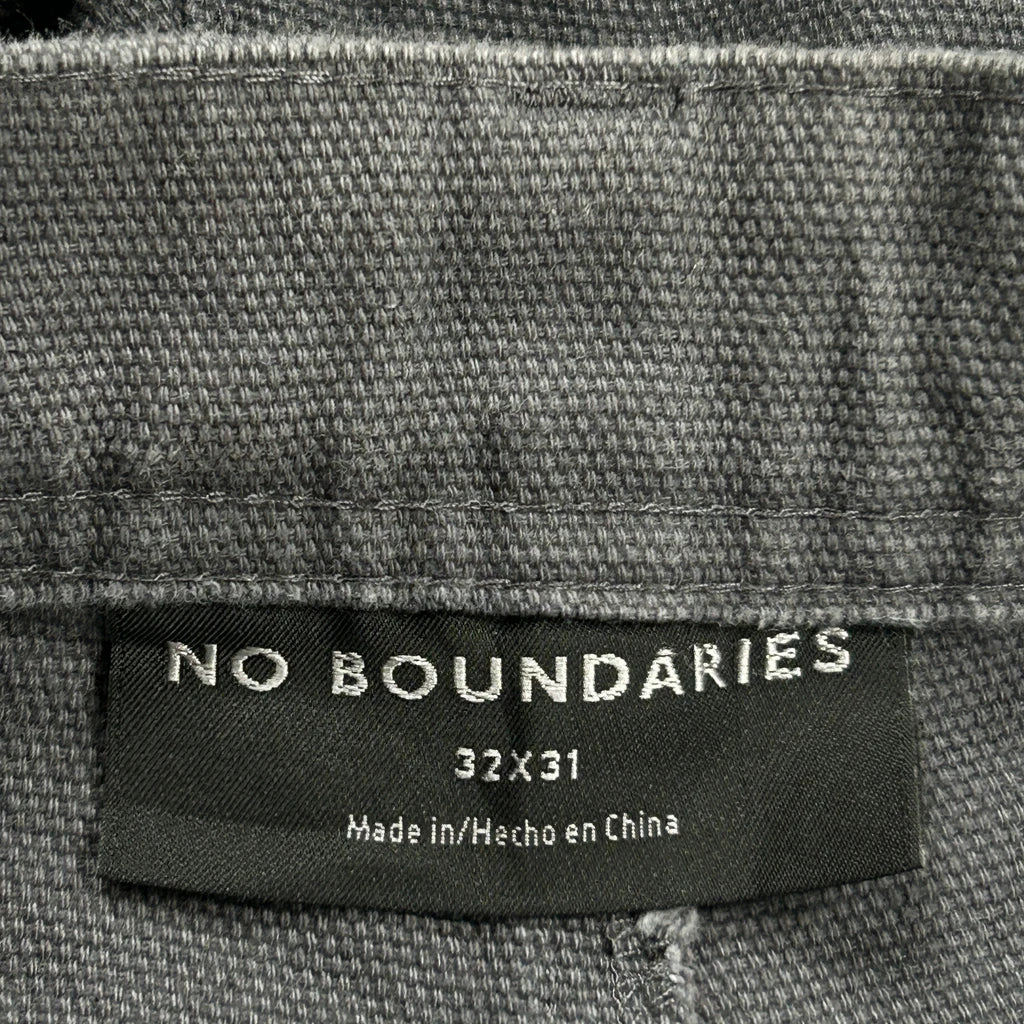 NO BOUNDARIES
32X31
Made in/Hecho en China